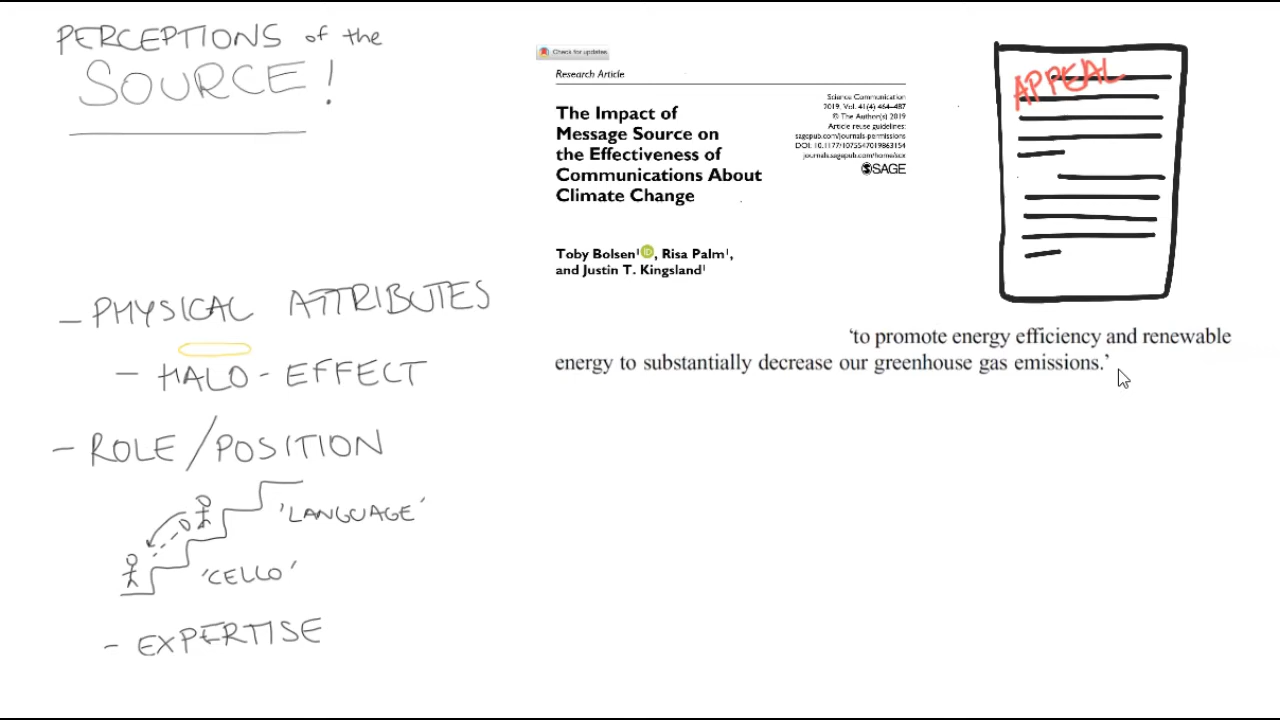 PERCEPTIONS of the
SOURCE!
- PHYSICAL ATTRIBUTES
- HALO-EFFECT
- ROLE/POSITION
'LANGUAGE'
'CELLO'
- EXPERTISE
Check for updates
Research Article
The Impact of
Message Source on
the Effectiveness of
Communications About
Climate Change
Science Communication
2019, Vol. 41(4) 464–487
© The Author(s) 2019
Article reuse guidelines:
sagepub.com/journals-permissions
DOI: 10.1177/1075547019863154
journals.sagepub.com/home/scx
SAGE
Toby Bolsen¹ iD, Risa Palm¹,
and Justin T. Kingsland¹
APPEAL
'to promote energy efficiency and renewable
energy to substantially decrease our greenhouse gas emissions.'